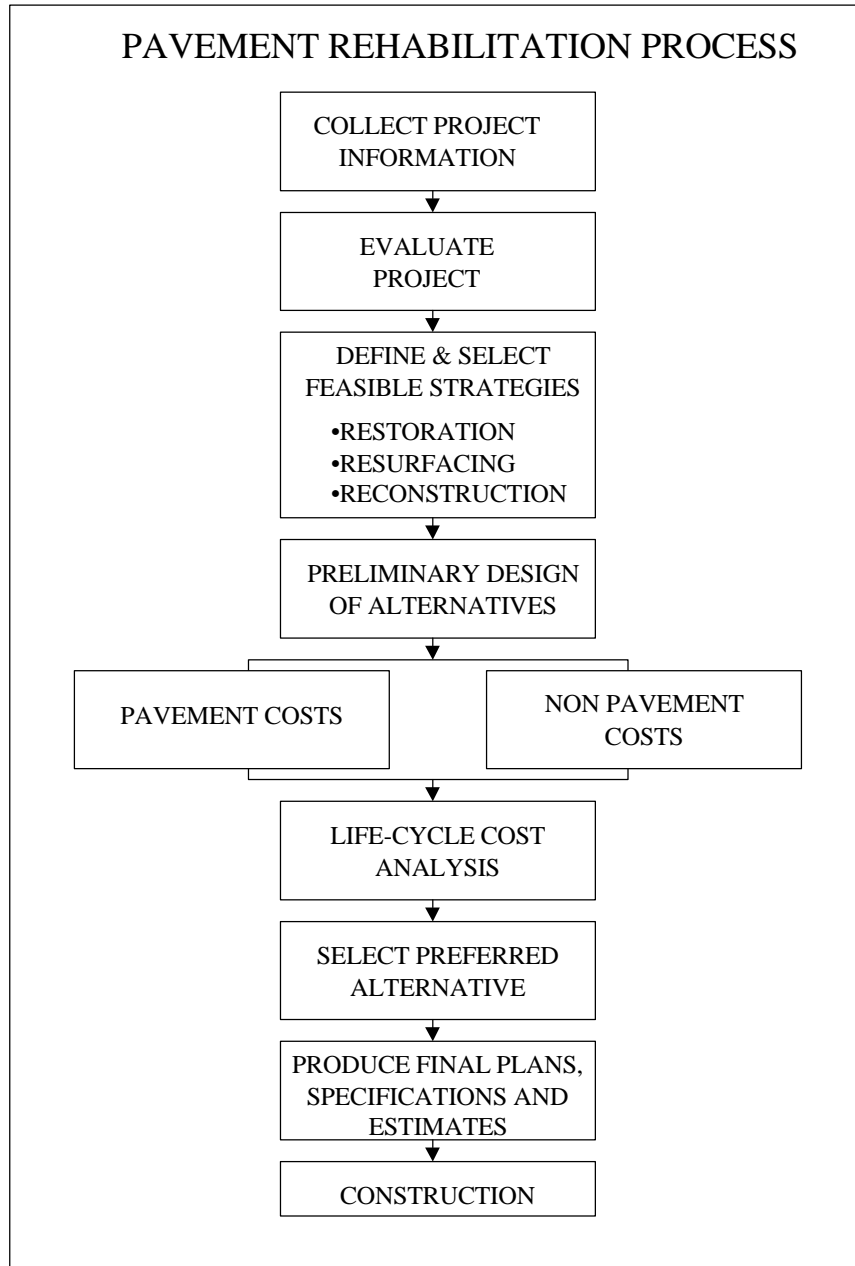 PAVEMENT REHABILITATION PROCESS
COLLECT PROJECT
INFORMATION
EVALUATE
PROJECT
DEFINE & SELECT
FEASIBLE STRATEGIES
•RESTORATION
•RESURFACING
•RECONSTRUCTION
PRELIMINARY DESIGN
OF ALTERNATIVES
PAVEMENT COSTS
NON PAVEMENT
COSTS
LIFE-CYCLE COST
ANALYSIS
SELECT PREFERRED
ALTERNATIVE
PRODUCE FINAL PLANS,
SPECIFICATIONS AND
ESTIMATES
CONSTRUCTION